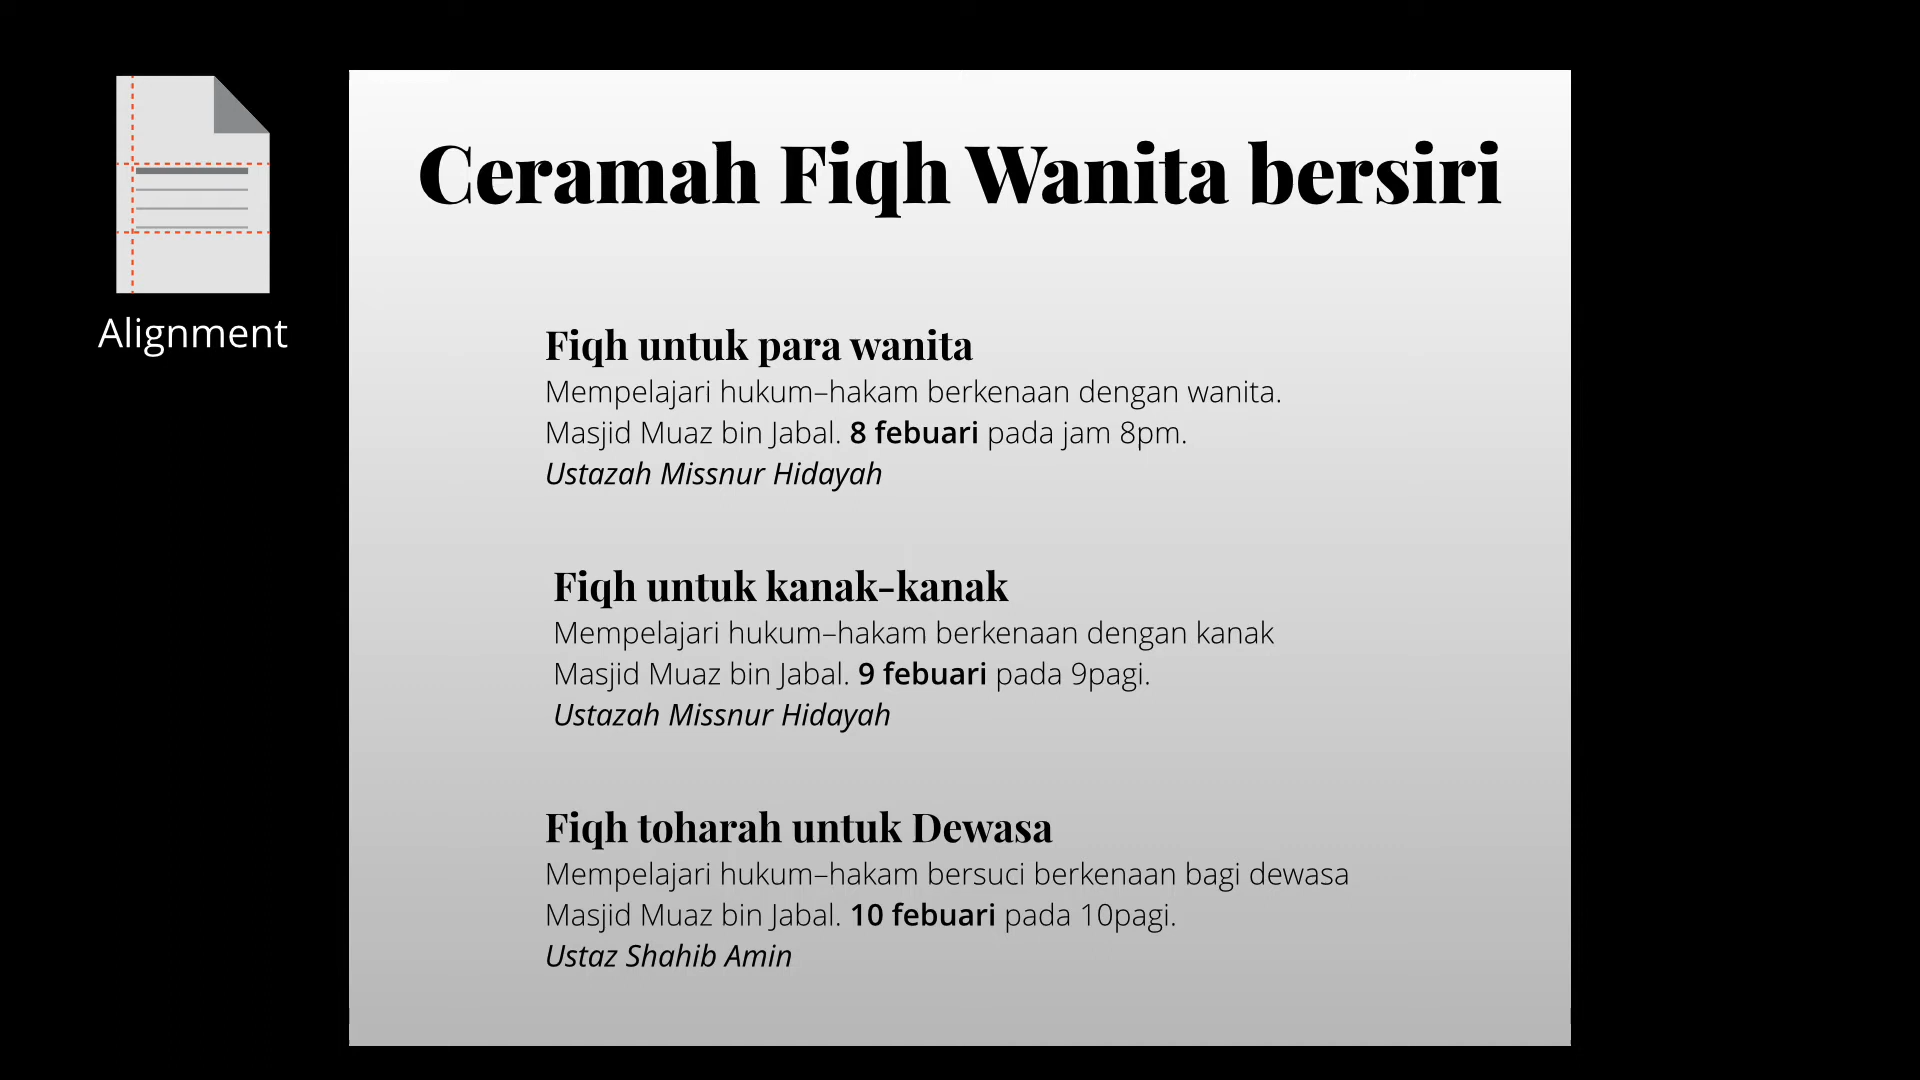 Alignment
Ceramah Fiqh Wanita bersiri
Fiqh untuk para wanita
Mempelajari hukum–hakam berkenaan dengan wanita.
Masjid Muaz bin Jabal. 8 febuari pada jam 8pm.
Ustazah Missnur Hidayah
Fiqh untuk kanak-kanak
Mempelajari hukum–hakam berkenaan dengan kanak
Masjid Muaz bin Jabal. 9 febuari pada 9pagi.
Ustazah Missnur Hidayah
Fiqh toharah untuk Dewasa
Mempelajari hukum–hakam bersuci berkenaan bagi dewasa
Masjid Muaz bin Jabal. 10 febuari pada 10pagi.
Ustaz Shahib Amin